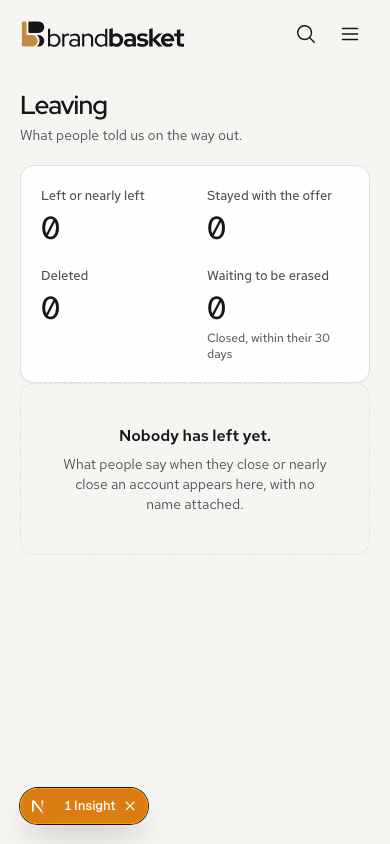 brandbasket
Leaving
What people told us on the way out.
Left or nearly left
0
Stayed with the offer
0
Deleted
0
Waiting to be erased
0
Closed, within their 30
days
Nobody has left yet.
What people say when they close or nearly
close an account appears here, with no
name attached.
N 1 Insight